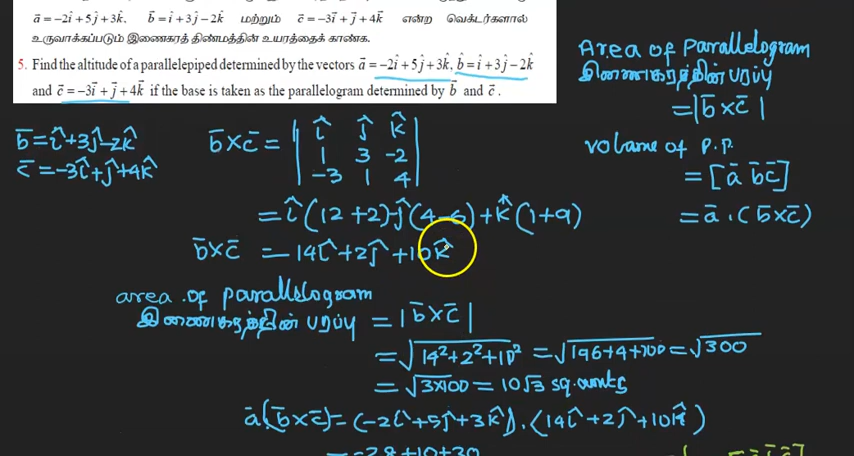 a⃗ = −2î + 5ĵ + 3k̂, b⃗ = î + 3ĵ − 2k̂ மற்றும் c⃗ = −3i⃗ + j⃗ + 4k⃗ என்ற வெக்டர்களால்
உருவாக்கப்படும் இணைகரத் திண்மத்தின் உயரத்தைக் காண்க.
5. Find the altitude of a parallelepiped determined by the vectors a⃗ = −2î + 5ĵ + 3k̂, b⃗ = î + 3ĵ − 2k̂
and c⃗ = −3i⃗ + j⃗ + 4k⃗ if the base is taken as the parallelogram determined by b⃗ and c⃗.
Area of Parallelogram
இணைகரத்தின் பரப்பு
= |b̄ × c̄|
volume of P.P.
= [ā b̄ c̄]
= ā . (b̄ × c̄)
b̄ = î + 3ĵ − 2k̂
c̄ = −3î + ĵ + 4k̂
b̄ × c̄ = | î ĵ k̂ |
| 1 3 −2 |
| −3 1 4 |
= î (12 + 2) − ĵ (4 − 6) + k̂ (1 + 9)
b̄ × c̄ = 14î + 2ĵ + 10k̂
area of parallelogram
இணைகரத்தின் பரப்பு = |b̄ × c̄|
= √14² + 2² + 10² = √196 + 4 + 100 = √300
= √3×100 = 10√3 sq.units
ā (b̄ × c̄) = (−2î + 5ĵ + 3k̂) . (14î + 2ĵ + 10k̂)
= −28 + 10 + 30